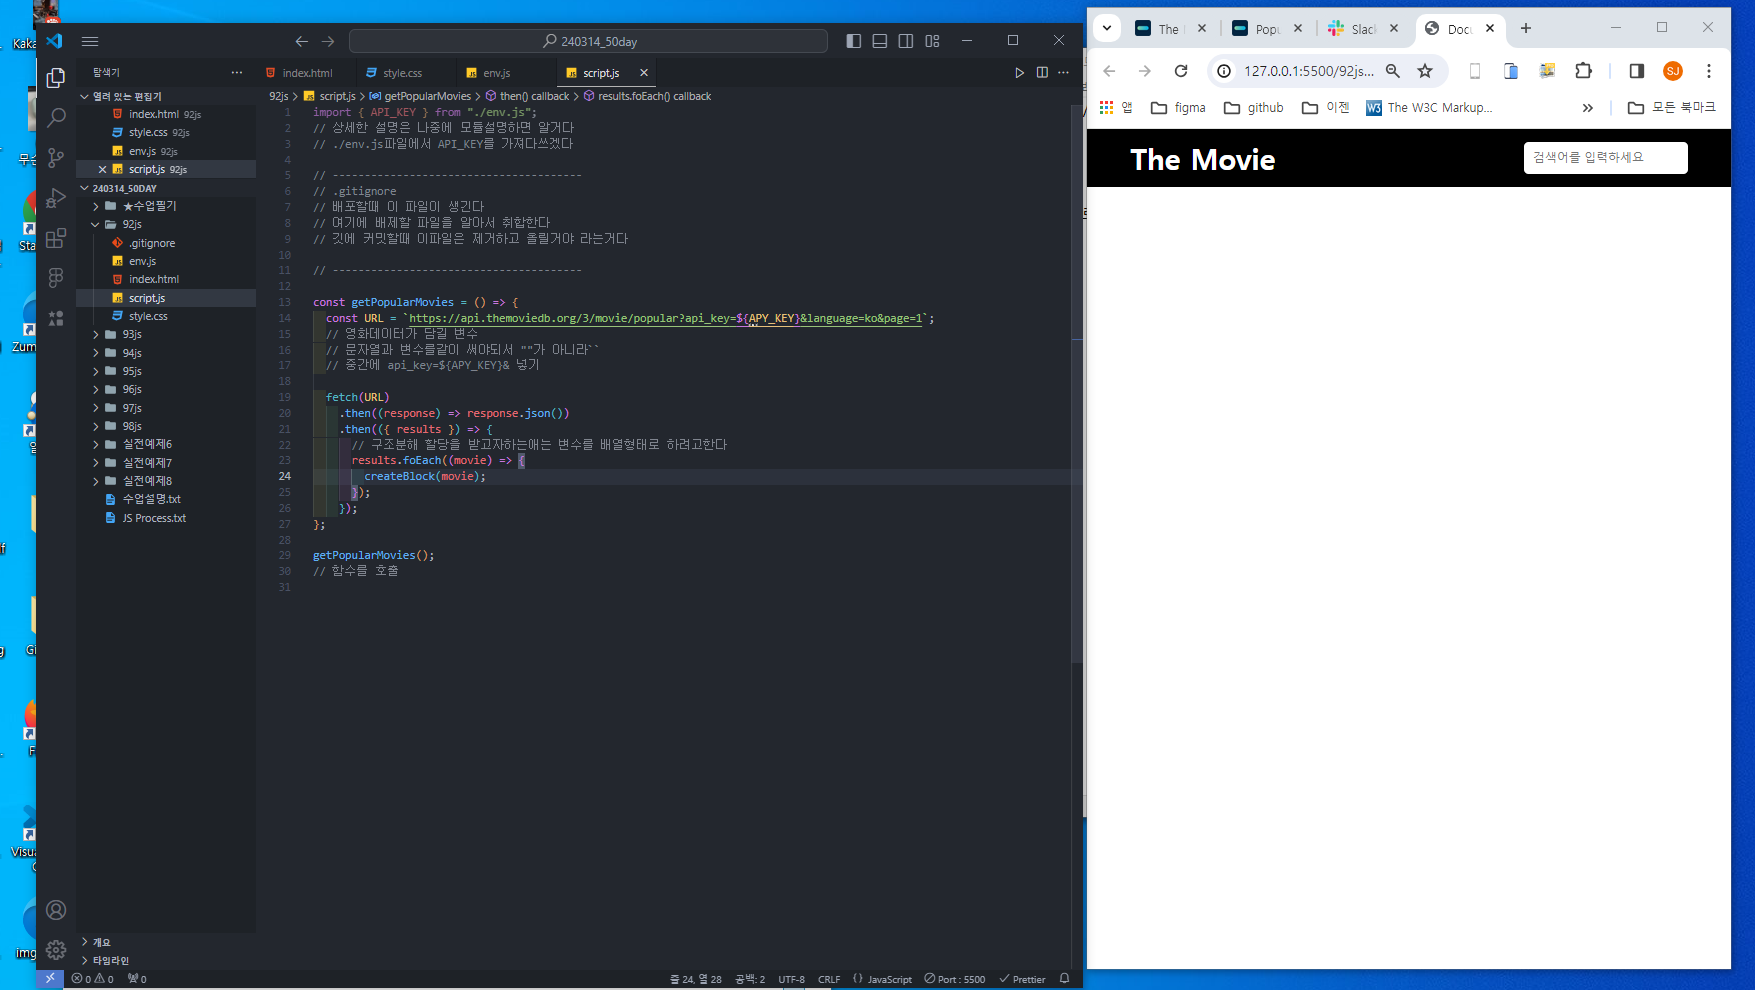 Kaka
무슨
Sta
Zum
일
ff
Gi
g
F
Visua
C
img
240314_50day
탐색기
열려 있는 편집기
index.html 92js
style.css 92js
env.js 92js
script.js 92js
240314_50DAY
★수업필기
92js
.gitignore
env.js
index.html
script.js
style.css
93js
94js
95js
96js
97js
98js
실전예제6
실전예제7
실전예제8
수업설명.txt
JS Process.txt
개요
타임라인
index.html
style.css
env.js
script.js
92js > script.js > getPopularMovies > then() callback > results.foEach() callback
1 import { API_KEY } from "./env.js";
2 // 상세한 설명은 나중에 모듈설명하면 알거다
3 // ./env.js파일에서 API_KEY를 가져다쓰겠다
4
5 // ---------------------------------------
6 // .gitignore
7 // 배포할때 이 파일이 생긴다
8 // 여기에 배제할 파일을 알아서 취합한다
9 // 깃에 커밋할때 이파일은 제거하고 올릴거야 라는거다
10
11 // ---------------------------------------
12
13 const getPopularMovies = () => {
14 const URL = `https://api.themoviedb.org/3/movie/popular?api_key=${APY_KEY}&language=ko&page=1`;
15 // 영화데이터가 담길 변수
16 // 문자열과 변수를같이 써야되서 ""가 아니라``
17 // 중간에 api_key=${APY_KEY}& 넣기
18
19 fetch(URL)
20 .then((response) => response.json())
21 .then(({ results }) => {
22 // 구조분해 할당을 받고자하는애는 변수를 배열형태로 하려고한다
23 results.foEach((movie) => {
24 createBlock(movie);
25 });
26 });
27 };
28
29 getPopularMovies();
30 // 함수를 호출
31
0 0 0
줄 24, 열 28 공백: 2 UTF-8 CRLF {} JavaScript Port : 5500 Prettier
The
Popu
Slack
Docu
127.0.0.1:5500/92js...
SJ
앱 figma github 이젠 W3 The W3C Markup... » 모든 북마크
The Movie
검색어를 입력하세요